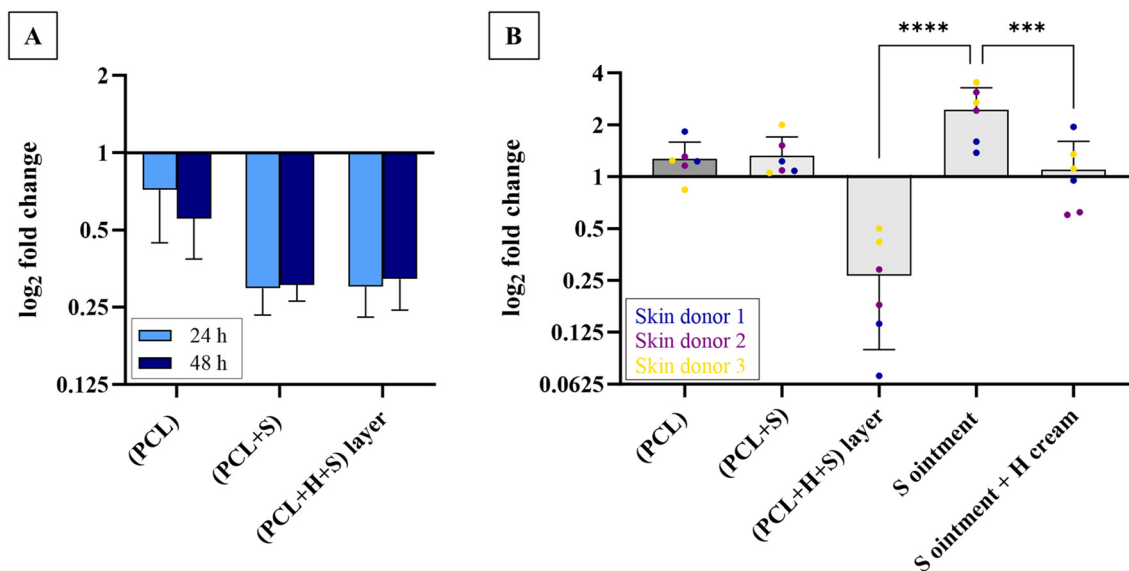 A
log₂ fold change
2
1
0.5
0.25
0.125
24 h
48 h
(PCL)
(PCL+S)
(PCL+H+S) layer
B
****
***
log₂ fold change
4
2
1
0.5
0.25
0.125
0.0625
Skin donor 1
Skin donor 2
Skin donor 3
(PCL)
(PCL+S)
(PCL+H+S) layer
S ointment
S ointment + H cream